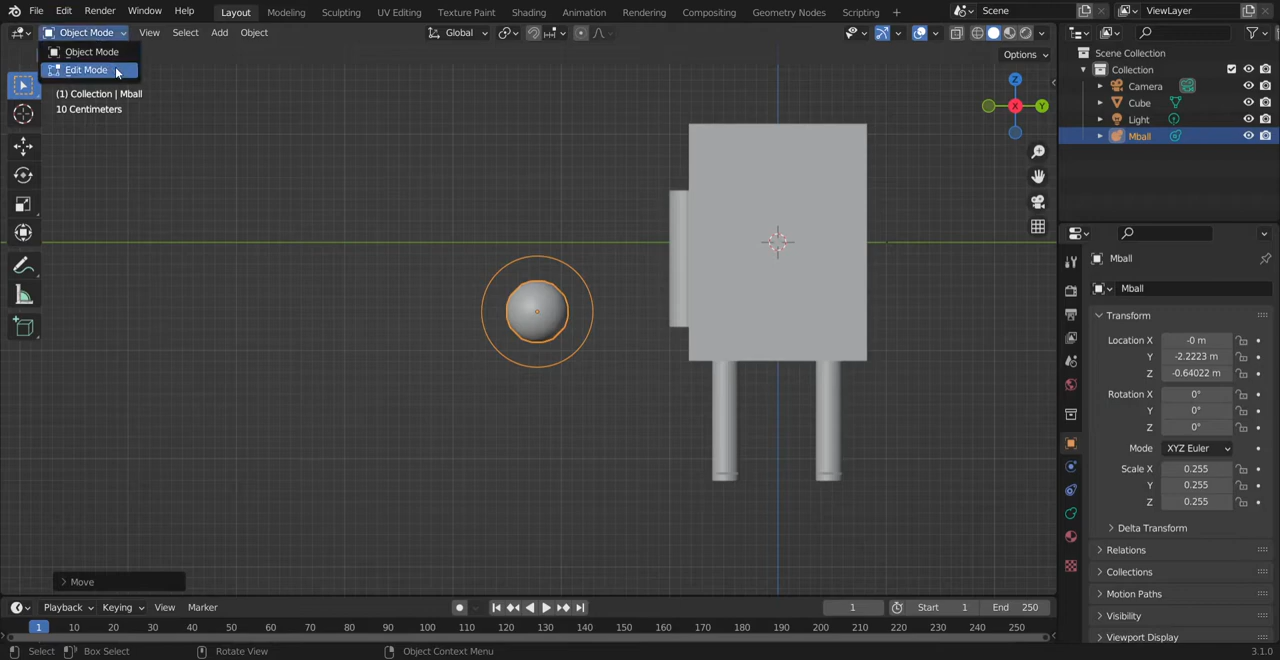 File Edit Render Window Help Layout Modeling Sculpting UV Editing Texture Paint Shading Animation Rendering Compositing Geometry Nodes Scripting + Scene ViewLayer
Object Mode View Select Add Object Global
Object Mode
Edit Mode
Options
(1) Collection | Mball
10 Centimeters
Z
X
Y
Move
Scene Collection
Collection
Camera
Cube
Light
Mball
Mball
Mball
Transform
Location X -0 m
Y -2.2223 m
Z -0.64022 m
Rotation X 0°
Y 0°
Z 0°
Mode XYZ Euler
Scale X 0.255
Y 0.255
Z 0.255
Delta Transform
Relations
Collections
Motion Paths
Visibility
Viewport Display
Playback Keying View Marker 1 Start 1 End 250
1 10 20 30 40 50 60 70 80 90 100 110 120 130 140 150 160 170 180 190 200 210 220 230 240 250
Select Box Select Rotate View Object Context Menu 3.1.0